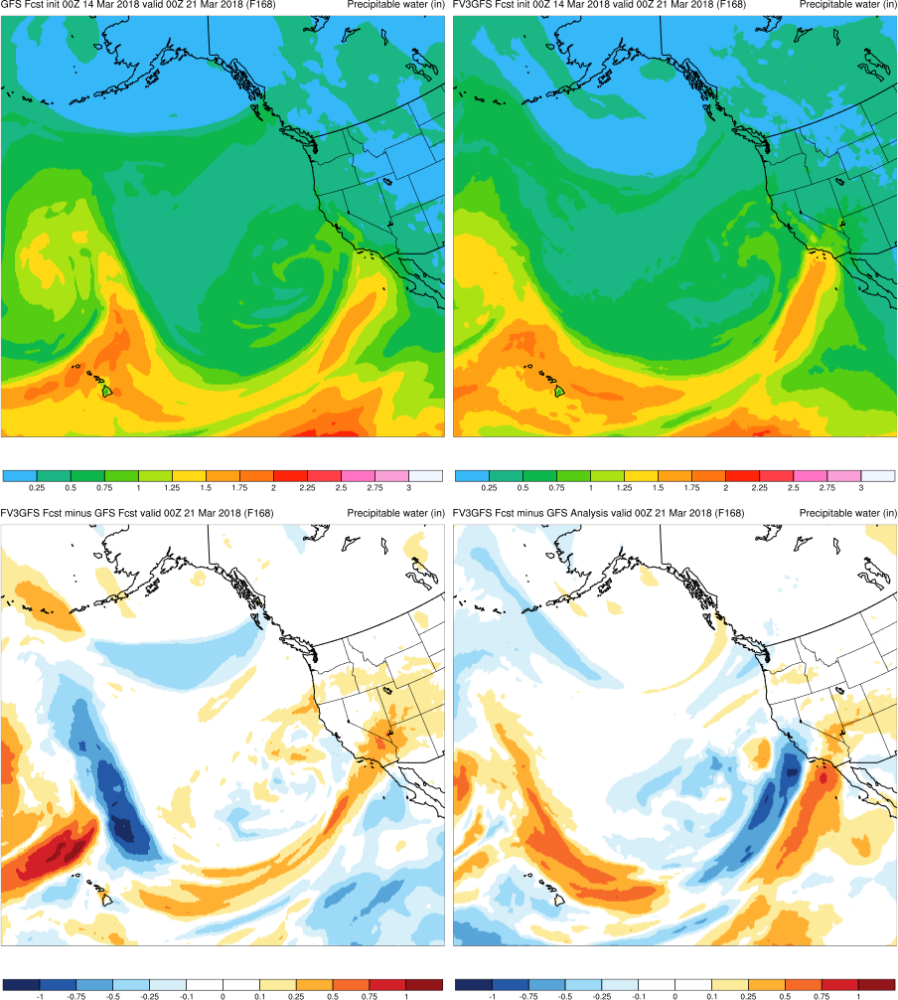 GFS Fcst init 00Z 14 Mar 2018 valid 00Z 21 Mar 2018 (F168) Precipitable water (in)
FV3GFS Fcst init 00Z 14 Mar 2018 valid 00Z 21 Mar 2018 (F168) Precipitable water (in)
0.25 0.5 0.75 1 1.25 1.5 1.75 2 2.25 2.5 2.75 3
0.25 0.5 0.75 1 1.25 1.5 1.75 2 2.25 2.5 2.75 3
FV3GFS Fcst minus GFS Fcst valid 00Z 21 Mar 2018 (F168) Precipitable water (in)
FV3GFS Fcst minus GFS Analysis valid 00Z 21 Mar 2018 (F168) Precipitable water (in)
-1 -0.75 -0.5 -0.25 -0.1 0 0.1 0.25 0.5 0.75 1
-1 -0.75 -0.5 -0.25 -0.1 0 0.1 0.25 0.5 0.75 1